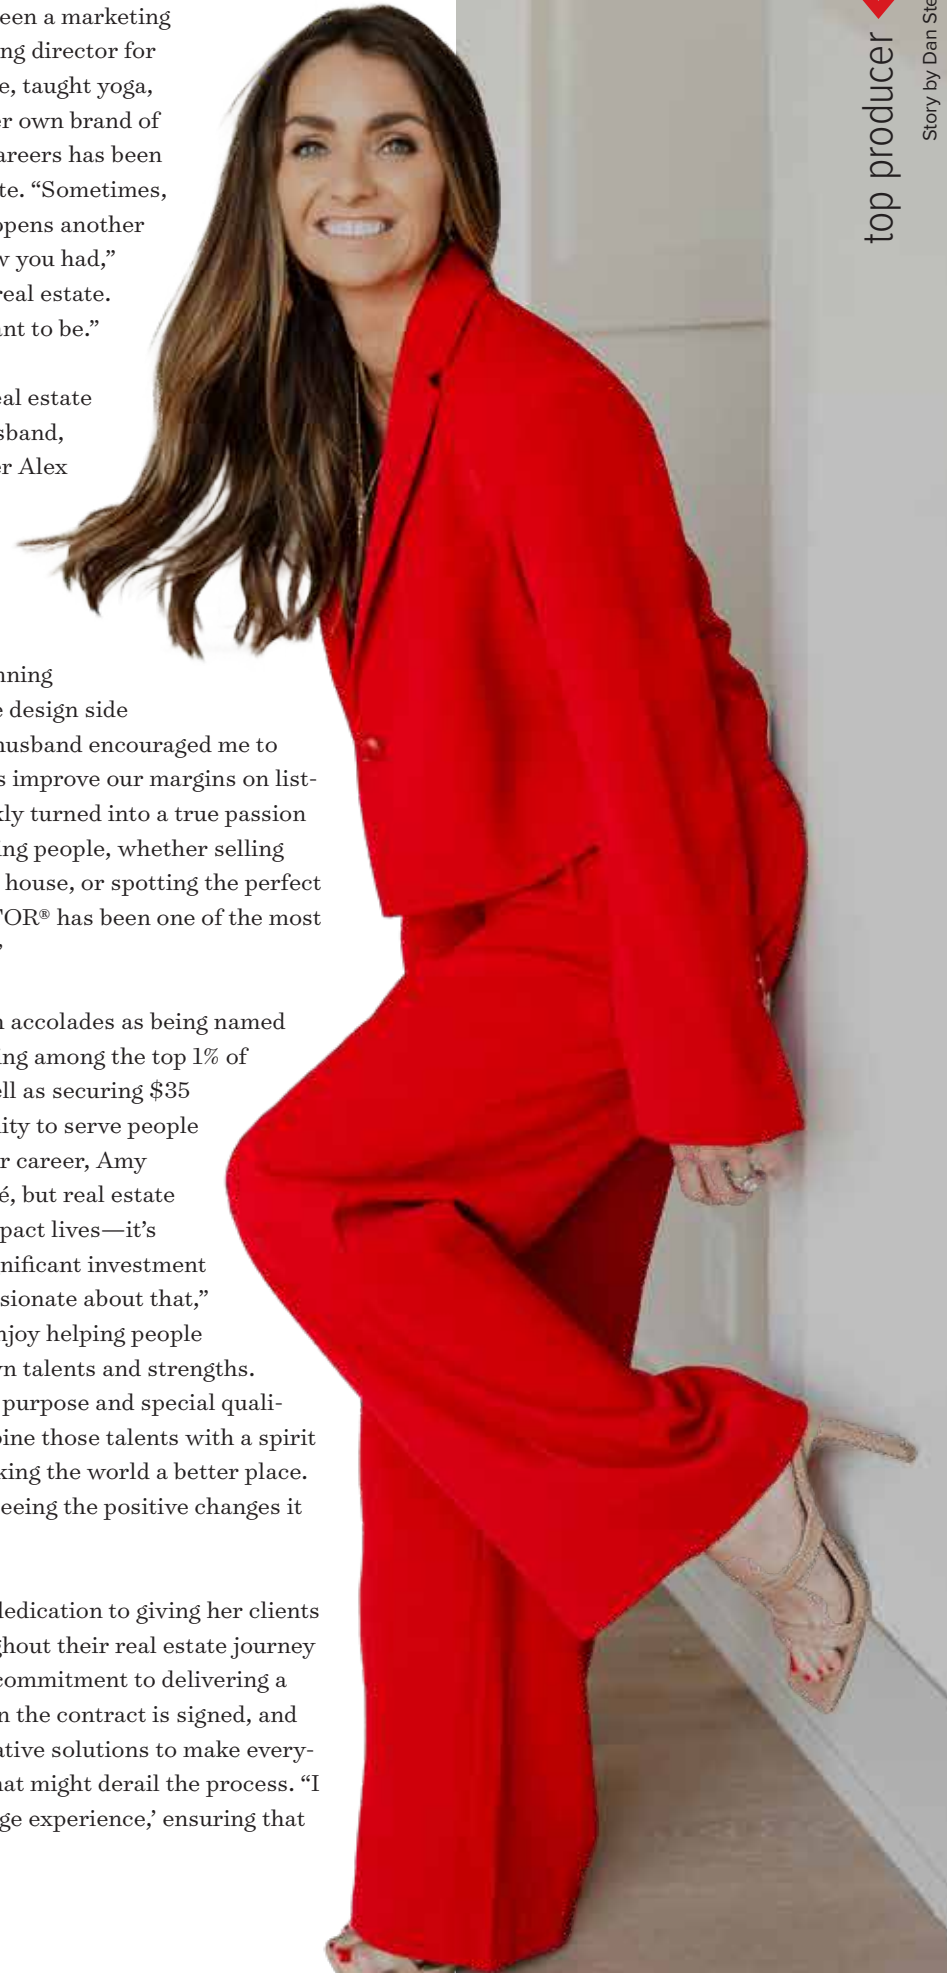 een a marketing
ng director for
e, taught yoga,
er own brand of
areers has been
te. “Sometimes,
opens another
w you had,”
real estate.
ant to be.”
eal estate
sband,
er Alex
nning
e design side
husband encouraged me to
s improve our margins on list-
kly turned into a true passion
ing people, whether selling
house, or spotting the perfect
TOR® has been one of the most
”
h accolades as being named
ing among the top 1% of
ell as securing $35
ity to serve people
r career, Amy
é, but real estate
pact lives—it’s
nificant investment
sionate about that,”
njoy helping people
n talents and strengths.
purpose and special quali-
bine those talents with a spirit
king the world a better place.
seeing the positive changes it
dedication to giving her clients
ghout their real estate journey
commitment to delivering a
n the contract is signed, and
ative solutions to make every-
hat might derail the process. “I
ge experience,’ ensuring that
top producer
Story by Dan Ste